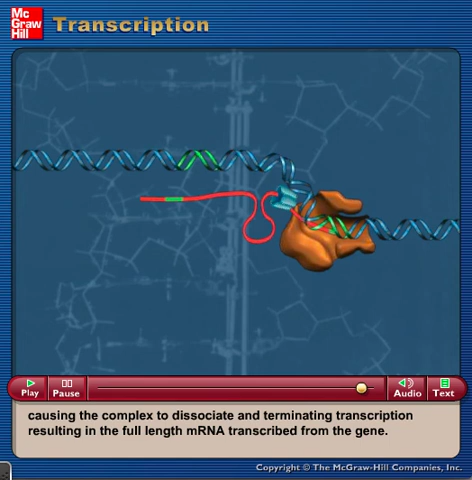 Mc
Graw
Hill
Transcription
Play
Pause
Audio
Text
causing the complex to dissociate and terminating transcription
resulting in the full length mRNA transcribed from the gene.
Copyright © The McGraw-Hill Companies, Inc.